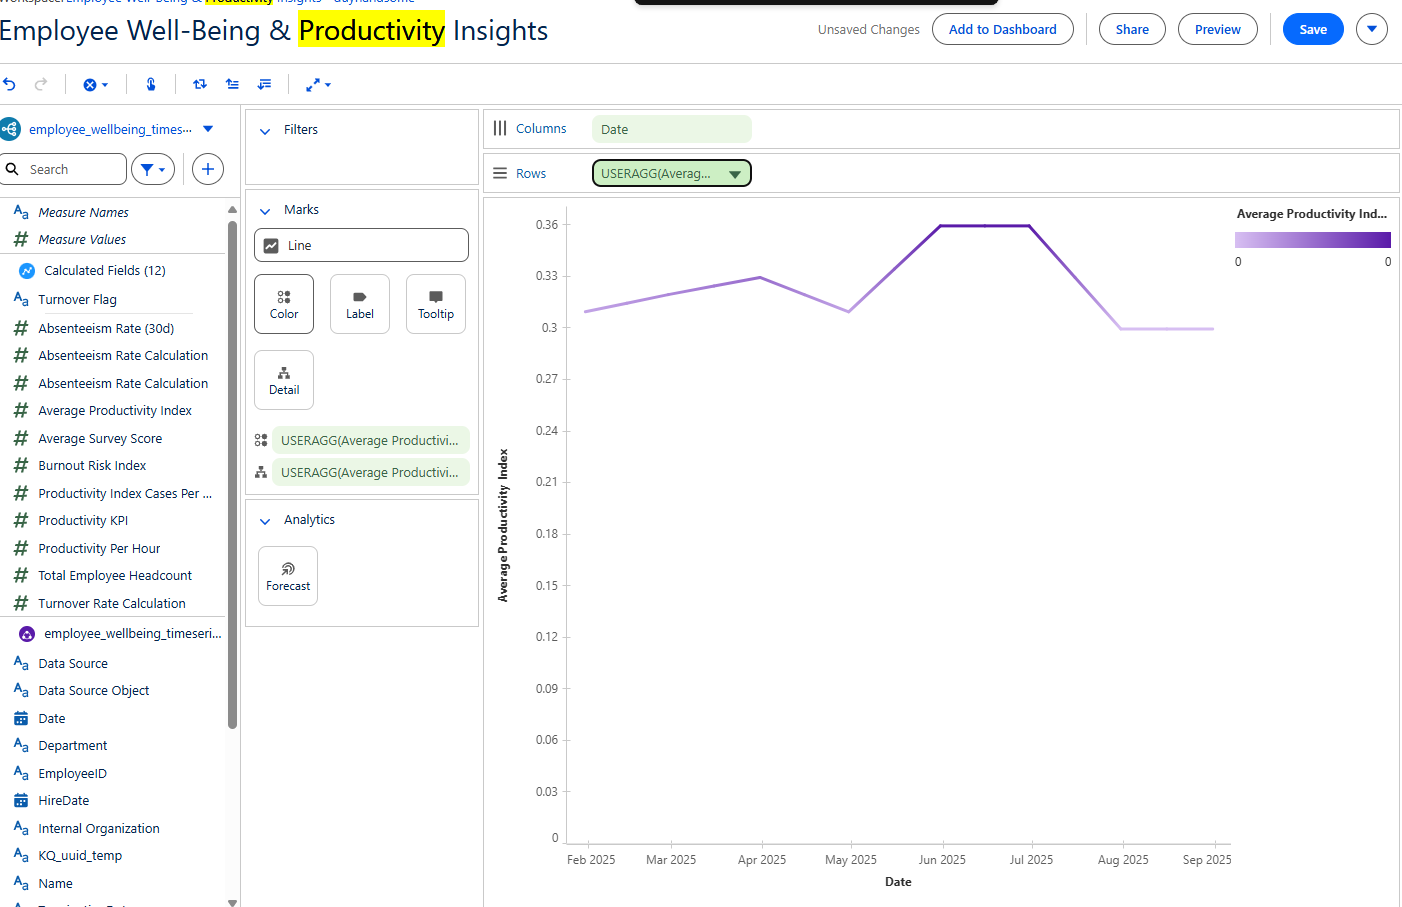 Workspace: Employee Well-Being & Productivity Insights - dayhandsome
Employee Well-Being & Productivity Insights
Unsaved Changes
Add to Dashboard
Share
Preview
Save
employee_wellbeing_times...
Search
Measure Names
Measure Values
Calculated Fields (12)
Turnover Flag
Absenteeism Rate (30d)
Absenteeism Rate Calculation
Absenteeism Rate Calculation
Average Productivity Index
Average Survey Score
Burnout Risk Index
Productivity Index Cases Per ...
Productivity KPI
Productivity Per Hour
Total Employee Headcount
Turnover Rate Calculation
employee_wellbeing_timeseri...
Data Source
Data Source Object
Date
Department
EmployeeID
HireDate
Internal Organization
KQ_uuid_temp
Name
Filters
Marks
Line
Color
Label
Tooltip
Detail
USERAGG(Average Productivi...
USERAGG(Average Productivi...
Analytics
Forecast
Columns
Date
Rows
USERAGG(Averag...
0.36
0.33
0.3
0.27
0.24
0.21
0.18
0.15
0.12
0.09
0.06
0.03
0
Average Productivity Index
Feb 2025
Mar 2025
Apr 2025
May 2025
Jun 2025
Jul 2025
Aug 2025
Sep 2025
Date
Average Productivity Ind...
0
0